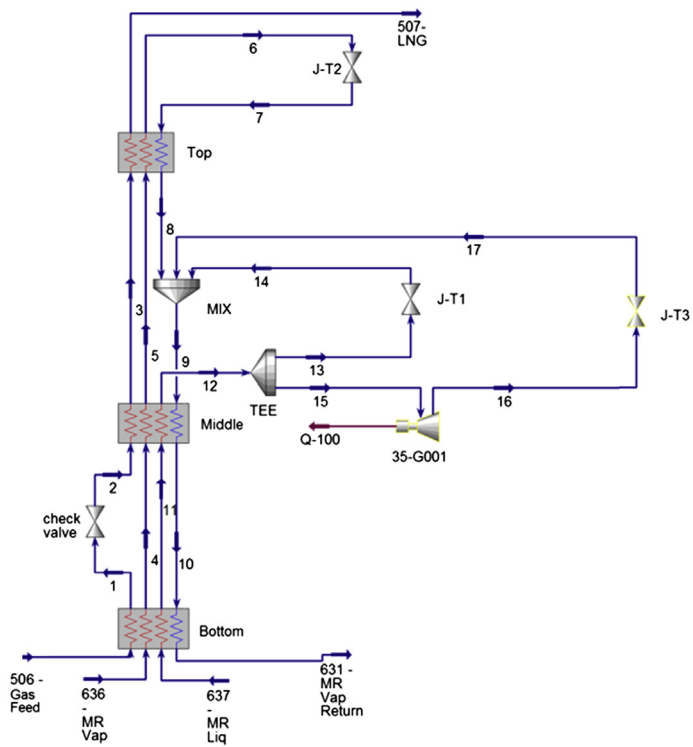 507-
LNG
6
J-T2
7
Top
8
17
14
3
MIX
J-T1
J-T3
5
9
13
12
TEE
15
16
Middle
Q-100
35-G001
2
11
check
valve
4
10
1
Bottom
506 -
Gas
Feed
636
-
MR
Vap
637
-
MR
Liq
631 -
MR
Vap
Return